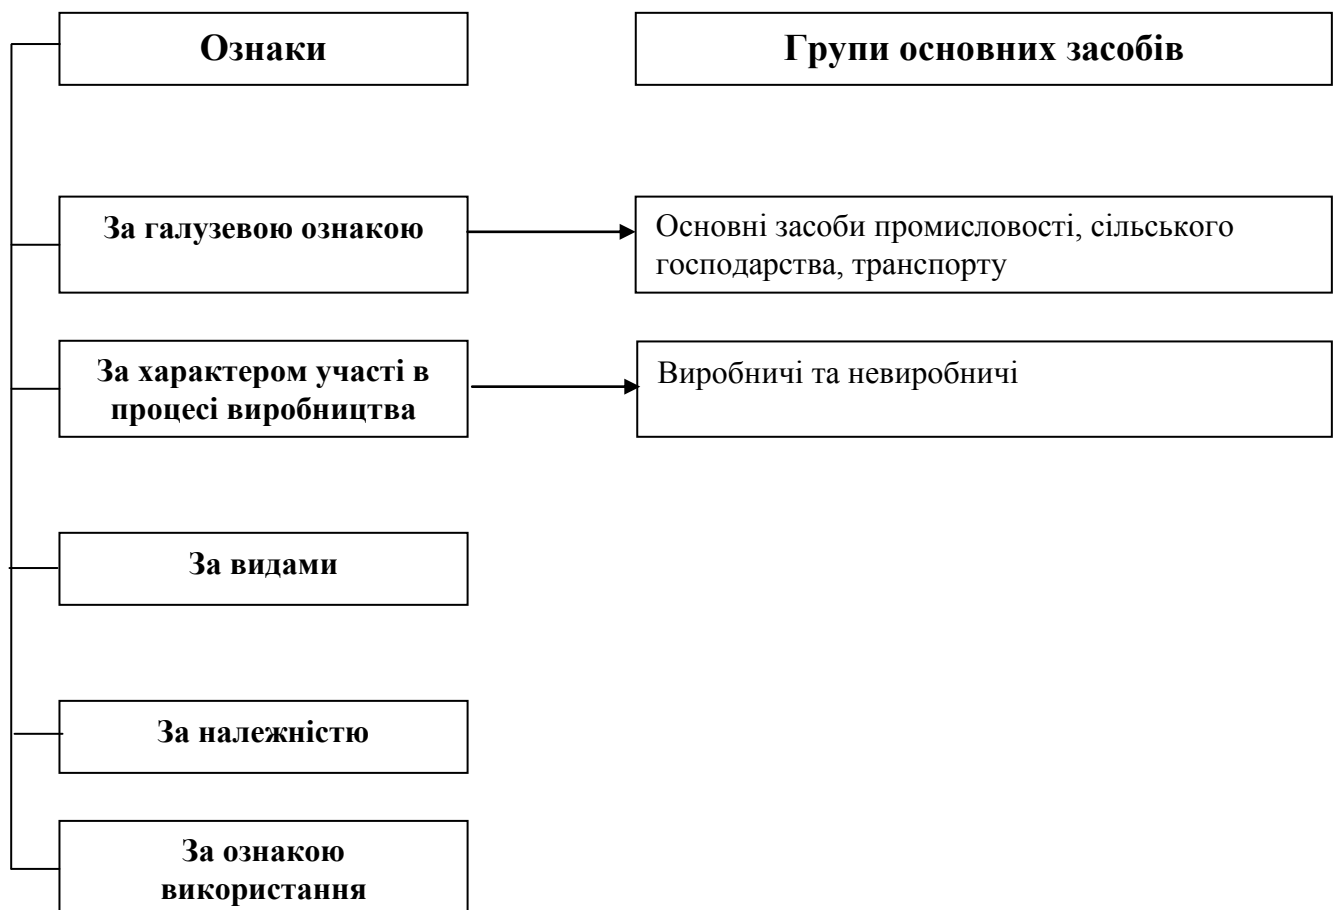 Ознаки
Групи основних засобів
За галузевою ознакою
Основні засоби промисловості, сільського
господарства, транспорту
За характером участі в
процесі виробництва
Виробничі та невиробничі
За видами
За належністю
За ознакою
використання